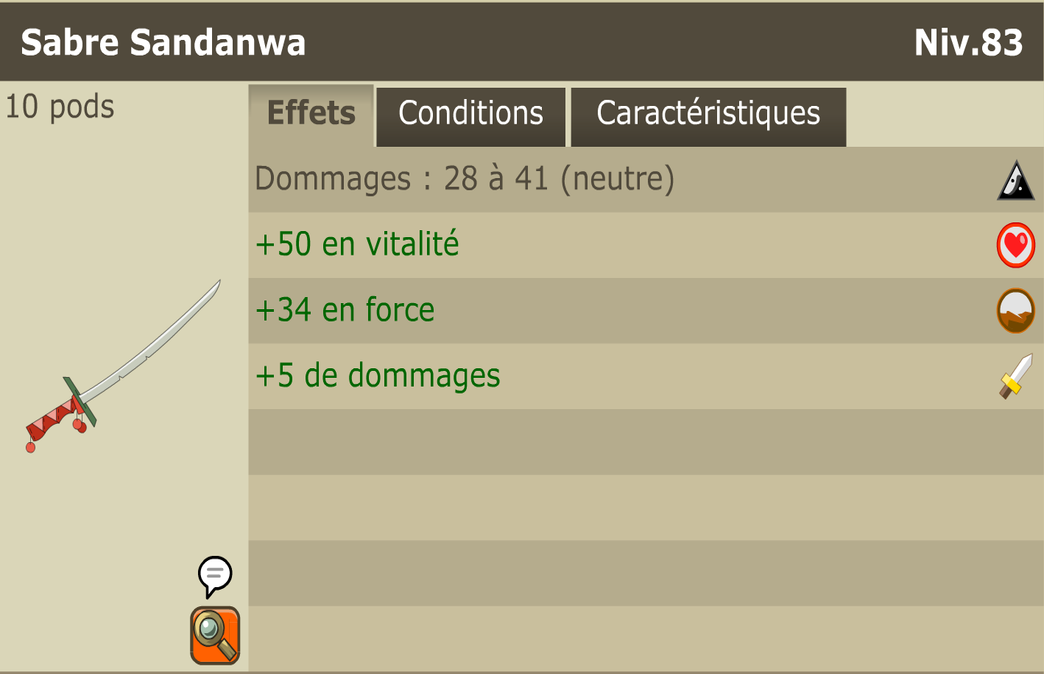 Sabre Sandanwa
Niv.83
10 pods
Effets
Conditions
Caractéristiques
Dommages : 28 à 41 (neutre)
+50 en vitalité
+34 en force
+5 de dommages